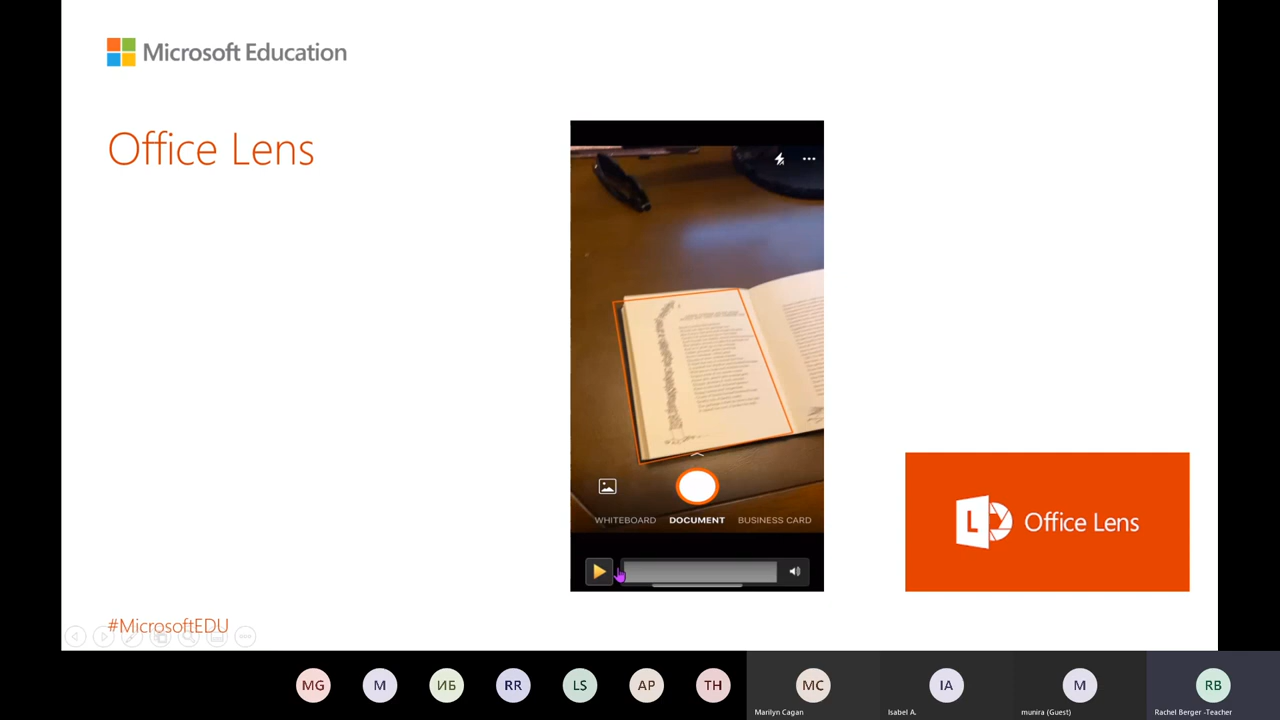 Microsoft Education
Office Lens
WHITEBOARD DOCUMENT BUSINESS CARD
L Office Lens
#MicrosoftEDU
MG M ИБ RR LS AP TH MC IA M RB
Marilyn Cagan Isabel A. munira (Guest) Rachel Berger -Teacher